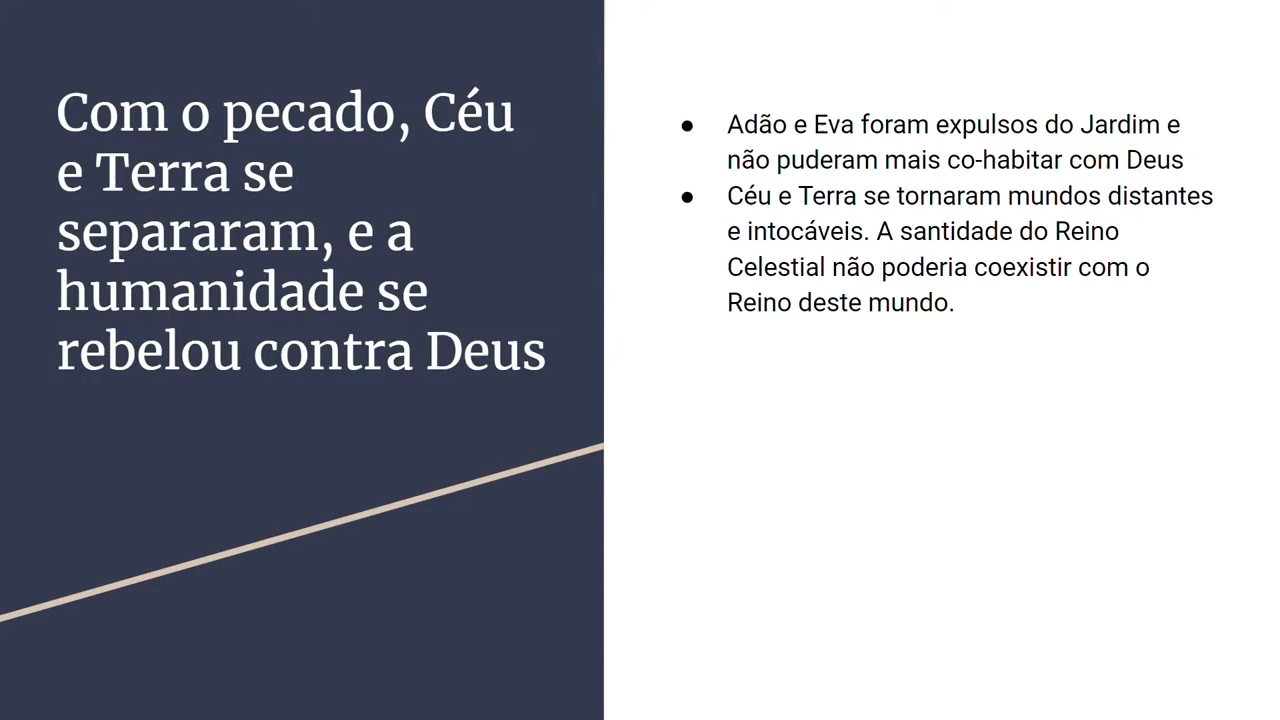 Com o pecado, Céu
e Terra se
separaram, e a
humanidade se
rebelou contra Deus
● Adão e Eva foram expulsos do Jardim e
não puderam mais co-habitar com Deus
● Céu e Terra se tornaram mundos distantes
e intocáveis. A santidade do Reino
Celestial não poderia coexistir com o
Reino deste mundo.